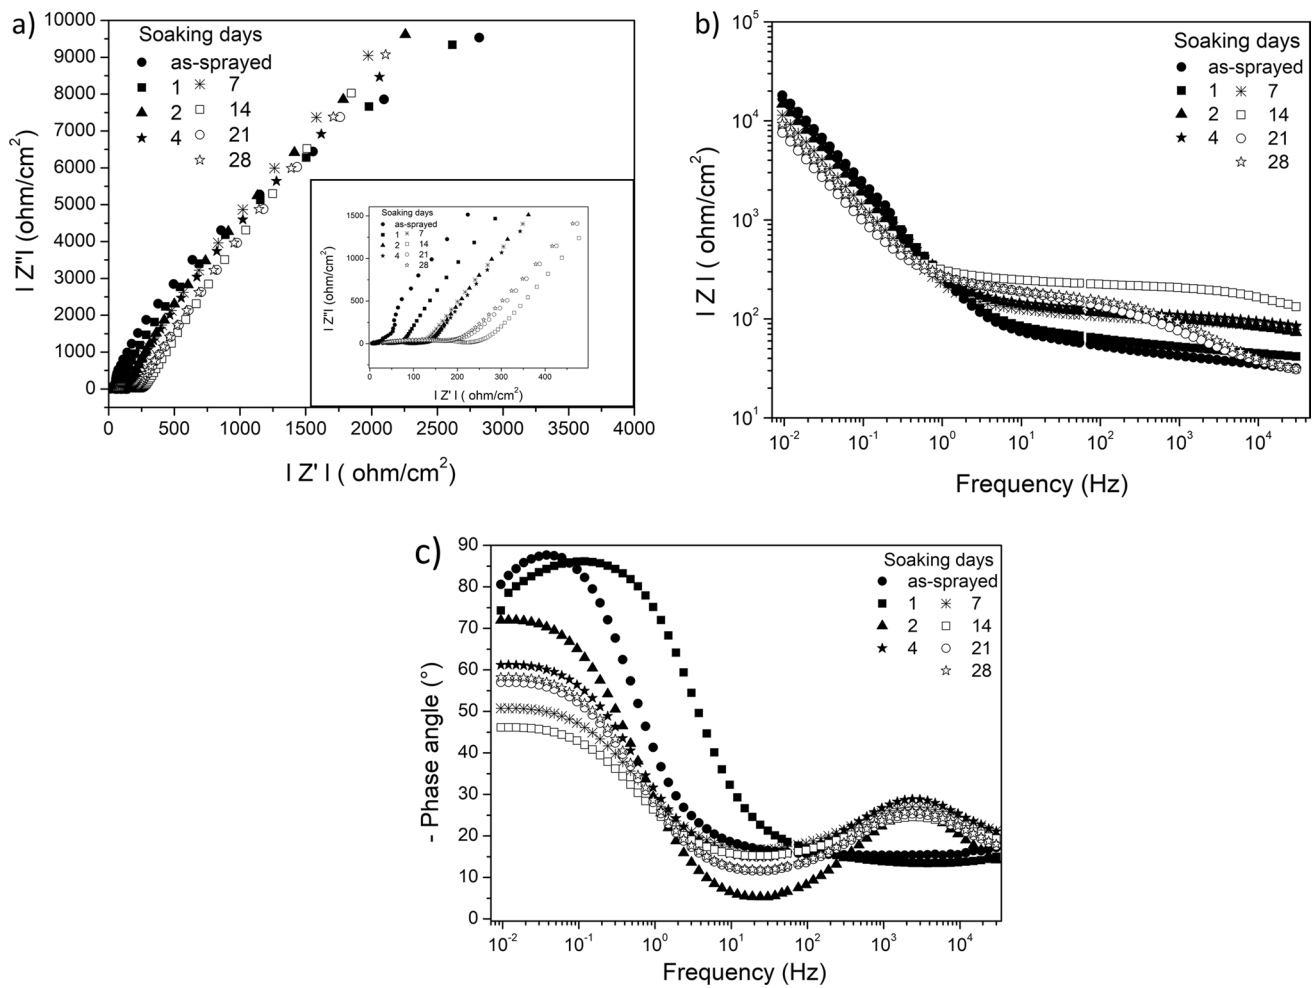 a)
10000
9000
8000
7000
6000
5000
4000
3000
2000
1000
0
I Z"I (ohm/cm²)
Soaking days
as-sprayed
1 7
2 14
4 21
28
0 500 1000 1500 2000 2500 3000 3500 4000
I Z' I ( ohm/cm²)
1500
1000
500
0
I Z"I (ohm/cm²)
Soaking days
as-sprayed
1 7
2 14
4 21
28
0 100 200 300 400
I Z' I ( ohm/cm²)
b)
10⁵
10⁴
10³
10²
10¹
I Z I ( ohm/cm²)
Soaking days
as-sprayed
1 7
2 14
4 21
28
10⁻² 10⁻¹ 10⁰ 10¹ 10² 10³ 10⁴
Frequency (Hz)
c)
90
80
70
60
50
40
30
20
10
0
- Phase angle (°)
Soaking days
as-sprayed
1 7
2 14
4 21
28
10⁻² 10⁻¹ 10⁰ 10¹ 10² 10³ 10⁴
Frequency (Hz)